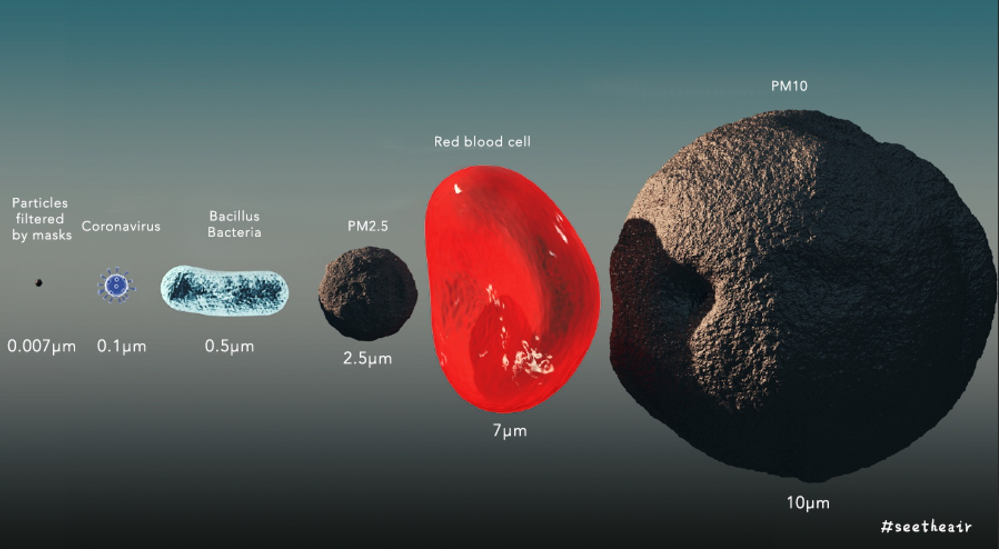 Particles
filtered
by masks
0.007µm
Coronavirus
0.1µm
Bacillus
Bacteria
0.5µm
PM2.5
2.5µm
Red blood cell
7µm
PM10
10µm
#seetheair